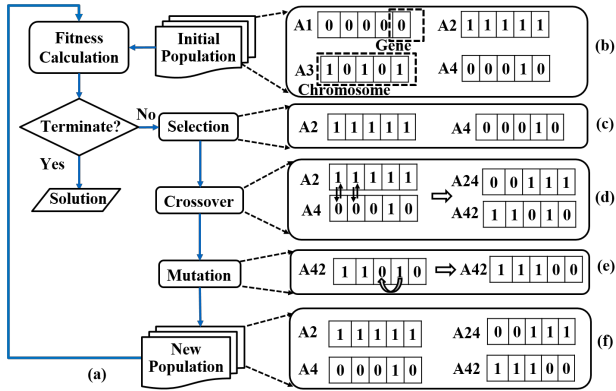 Initial
Population
Fitness
Calculation
A1 0 0 0 0 0
A2 1 1 1 1 1
Gene
A3 1 0 1 0 1
A4 0 0 0 1 0
Chromosome
(b)
Terminate?
No
Yes
Solution
Selection
A2 1 1 1 1 1
A4 0 0 0 1 0
(c)
Crossover
A2 1 1 1 1 1
A4 0 0 0 1 0
A24 0 0 1 1 1
A42 1 1 0 1 0
(d)
Mutation
A42 1 1 0 1 0
A42 1 1 1 0 0
(e)
New
Population
A2 1 1 1 1 1
A24 0 0 1 1 1
A4 0 0 0 1 0
A42 1 1 1 0 0
(f)
(a)